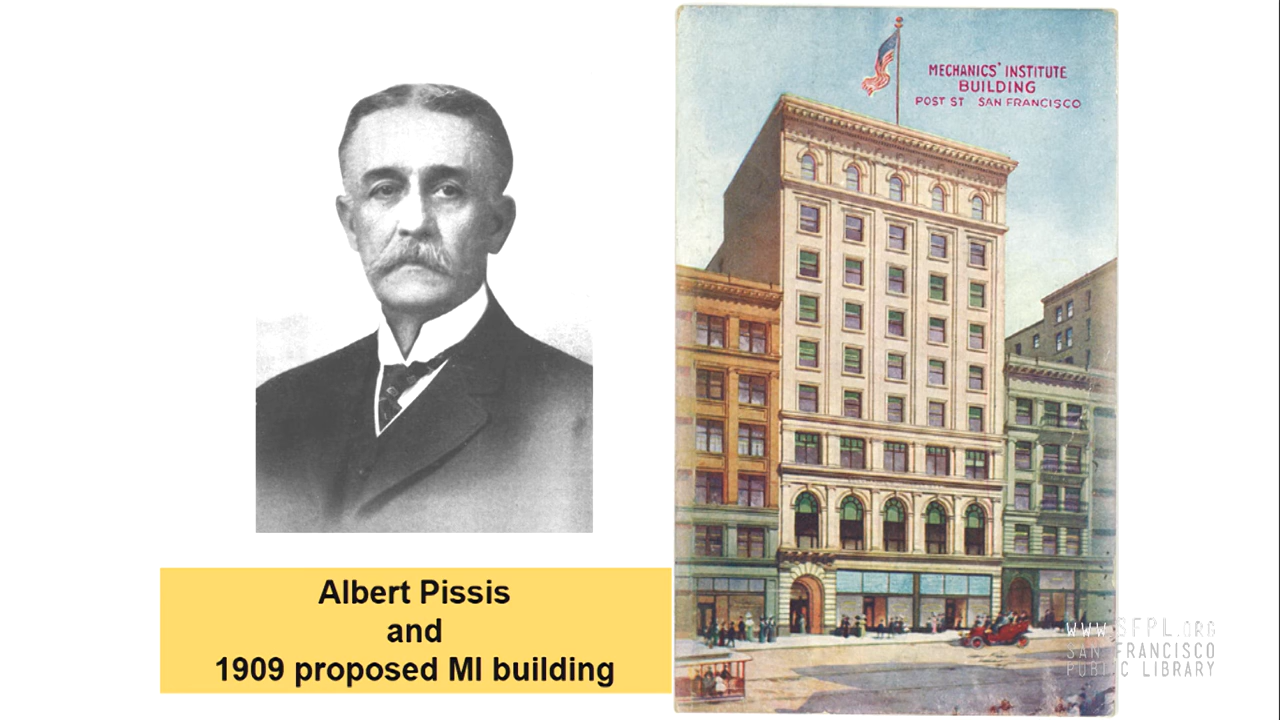 MECHANICS' INSTITUTE
BUILDING
POST ST SAN FRANCISCO
Albert Pissis
and
1909 proposed MI building
WWW.SFPL.ORG
SAN FRANCISCO
PUBLIC LIBRARY